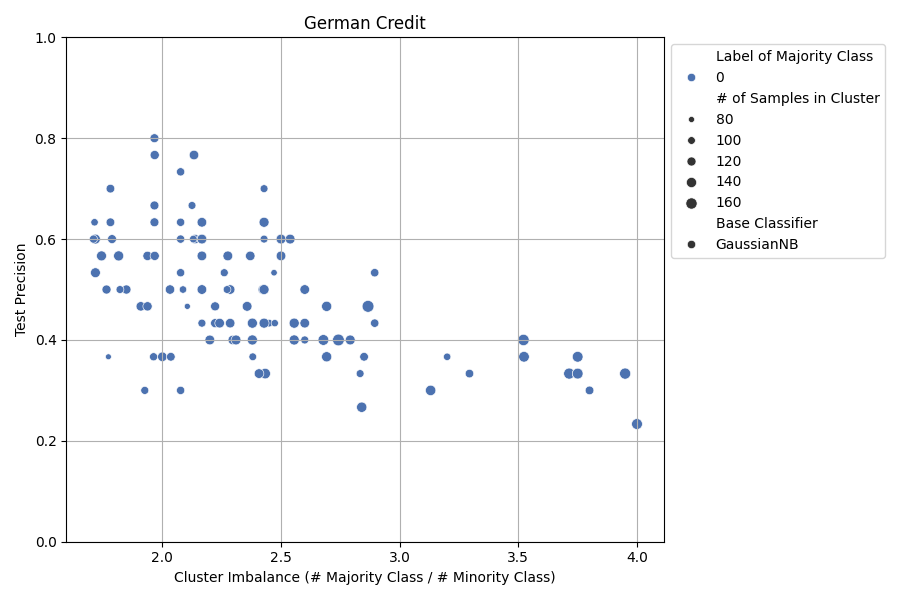 German Credit
1.0
0.8
0.6
0.4
0.2
0.0
Test Precision
2.0
2.5
3.0
3.5
4.0
Cluster Imbalance (# Majority Class / # Minority Class)
Label of Majority Class
0
# of Samples in Cluster
80
100
120
140
160
Base Classifier
GaussianNB